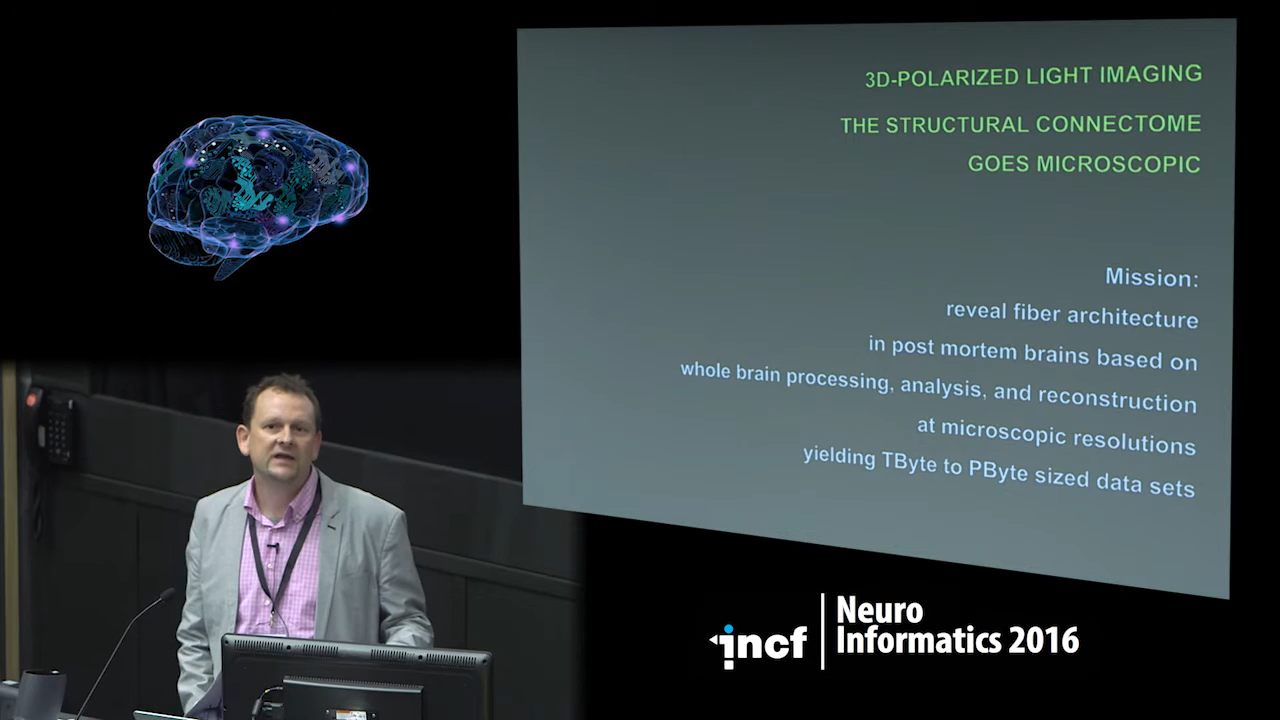 3D-POLARIZED LIGHT IMAGING
THE STRUCTURAL CONNECTOME
GOES MICROSCOPIC
Mission:
reveal fiber architecture
in post mortem brains based on
whole brain processing, analysis, and reconstruction
at microscopic resolutions
yielding TByte to PByte sized data sets
incf
Neuro
Informatics 2016